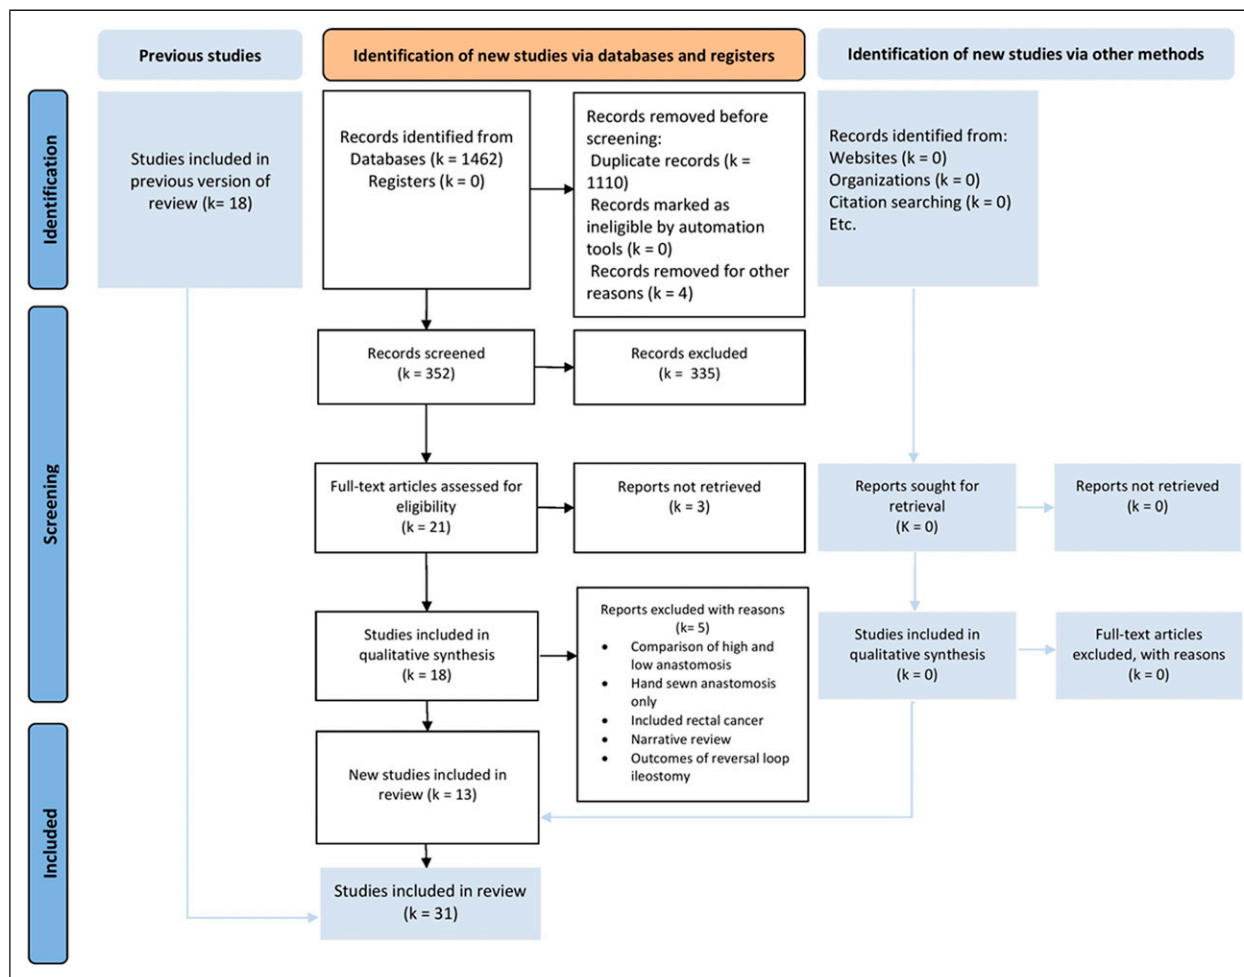 Previous studies
Identification of new studies via databases and registers
Identification of new studies via other methods
Identification
Studies included in
previous version of
review (k= 18)
Records identified from
Databases (k = 1462)
Registers (k = 0)
Records removed before
screening:
Duplicate records (k =
1110)
Records marked as
ineligible by automation
tools (k = 0)
Records removed for other
reasons (k = 4)
Records identified from:
Websites (k = 0)
Organizations (k = 0)
Citation searching (k = 0)
Etc.
Screening
Records screened
(k = 352)
Records excluded
(k = 335)
Full-text articles assessed for
eligibility
(k = 21)
Reports not retrieved
(k = 3)
Reports sought for
retrieval
(K = 0)
Reports not retrieved
(k = 0)
Studies included in
qualitative synthesis
(k = 18)
Reports excluded with reasons
(k= 5)
• Comparison of high and
low anastomosis
• Hand sewn anastomosis
only
• Included rectal cancer
• Narrative review
• Outcomes of reversal loop
ileostomy
Studies included in
qualitative synthesis
(k = 0)
Full-text articles
excluded, with reasons
(k = 0)
Included
New studies included in
review (k = 13)
Studies included in review
(k = 31)